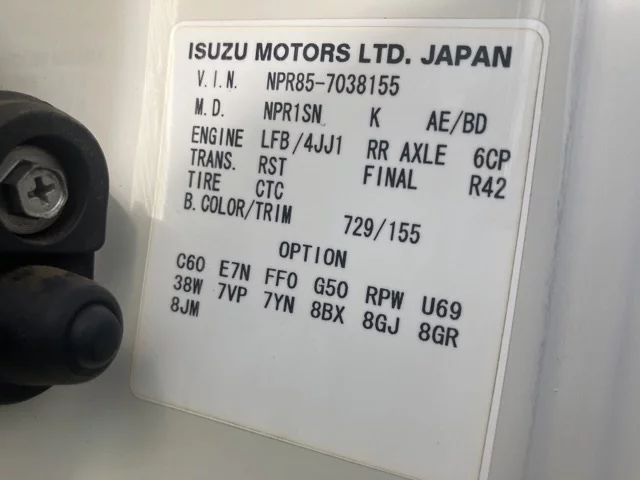 ISUZU MOTORS LTD. JAPAN
V.I.N. NPR85-7038155
M.D. NPR1SN K AE/BD
ENGINE LFB/4JJ1 RR AXLE 6CP
TRANS. RST FINAL R42
TIRE CTC
B.COLOR/TRIM 729/155
OPTION
C60 E7N FF0 G50 RPW U69
38W 7VP 7YN 8BX 8GJ 8GR
8JM